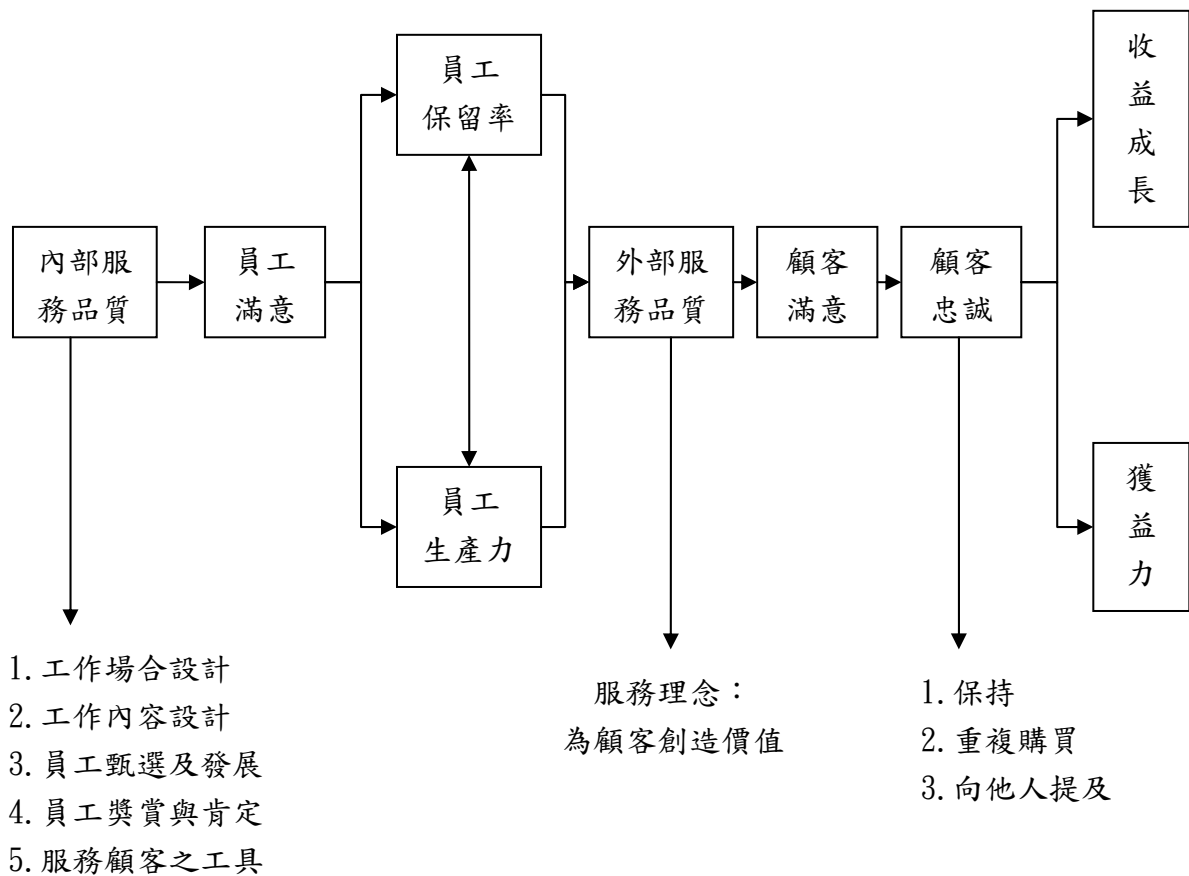 員工
保留率
收
益
成
長
內部服
務品質
員工
滿意
外部服
務品質
顧客
滿意
顧客
忠誠
員工
生產力
獲
益
力
1.工作場合設計
2.工作內容設計
3.員工甄選及發展
4.員工獎賞與肯定
5.服務顧客之工具
服務理念：
為顧客創造價值
1.保持
2.重複購買
3.向他人提及